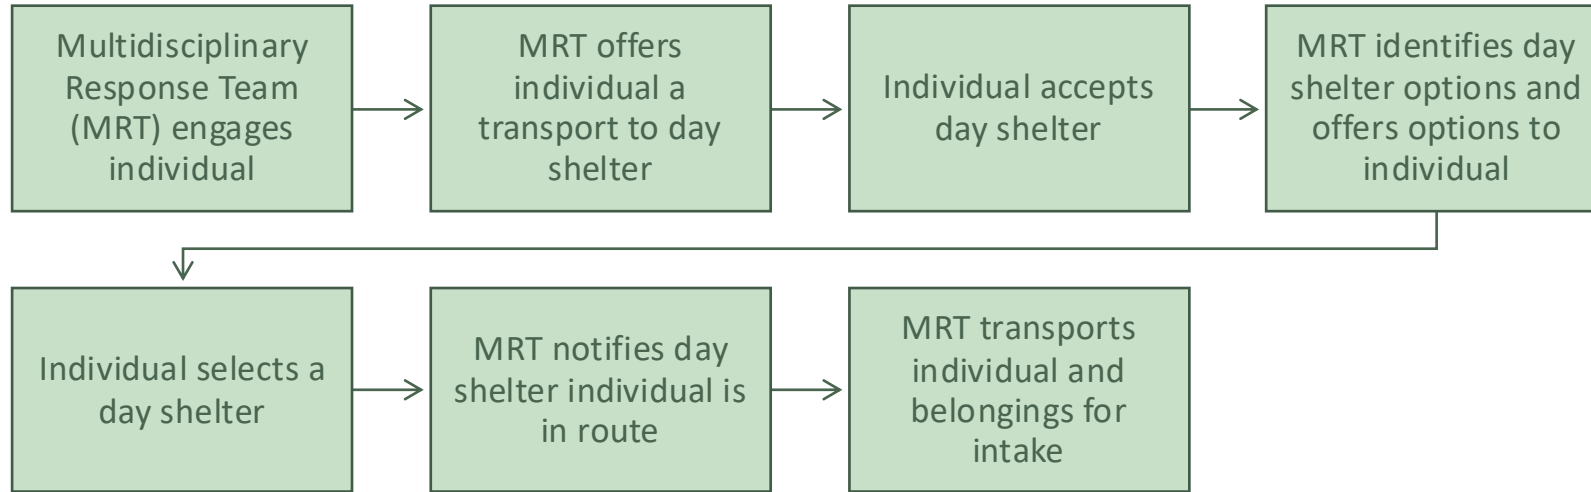 Multidisciplinary
Response Team
(MRT) engages
individual
MRT offers
individual a
transport to day
shelter
Individual accepts
day shelter
MRT identifies day
shelter options and
offers options to
individual
Individual selects a
day shelter
MRT notifies day
shelter individual is
in route
MRT transports
individual and
belongings for
intake